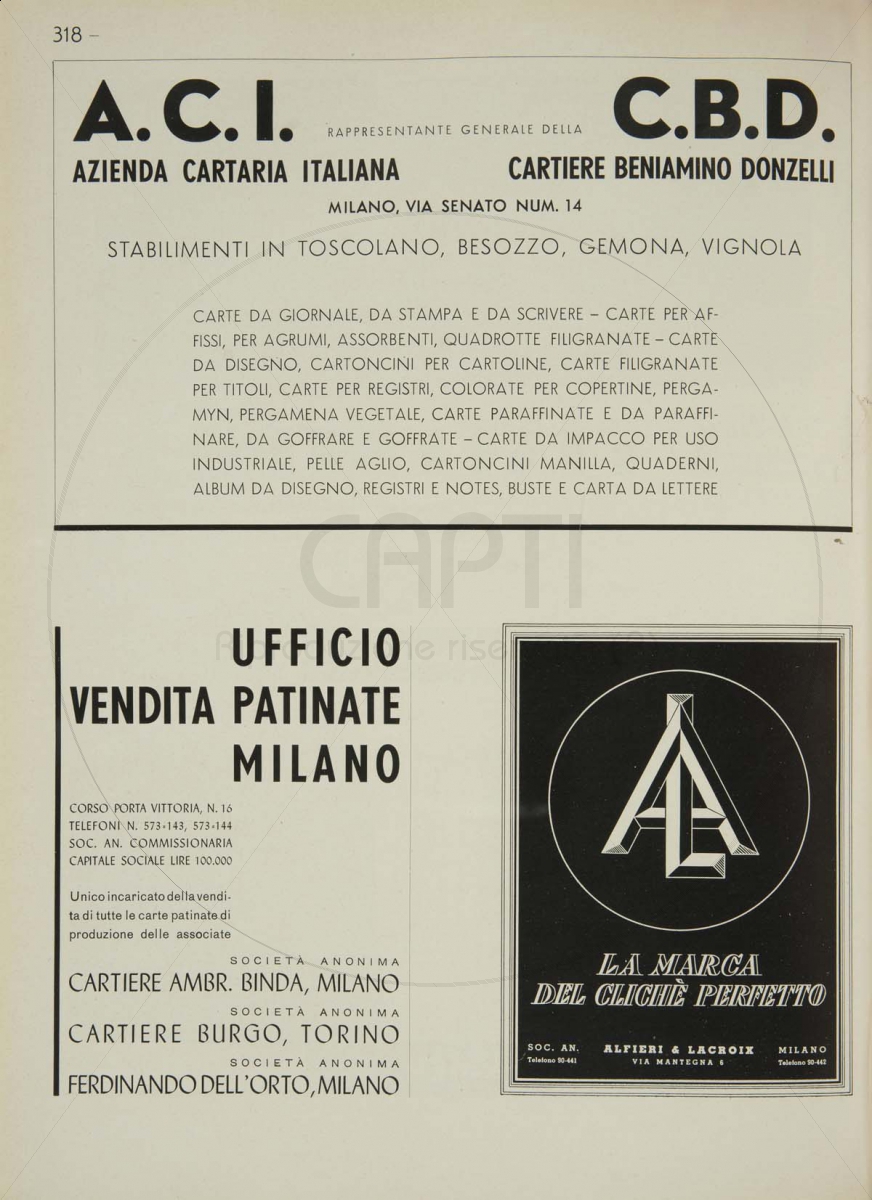 318 –
A. C. I.
RAPPRESENTANTE GENERALE DELLA
C.B.D.
AZIENDA CARTARIA ITALIANA
CARTIERE BENIAMINO DONZELLI
MILANO, VIA SENATO NUM. 14
STABILIMENTI IN TOSCOLANO, BESOZZO, GEMONA, VIGNOLA
CARTE DA GIORNALE, DA STAMPA E DA SCRIVERE – CARTE PER AF-
FISSI, PER AGRUMI, ASSORBENTI, QUADROTTE FILIGRANATE – CARTE
DA DISEGNO, CARTONCINI PER CARTOLINE, CARTE FILIGRANATE
PER TITOLI, CARTE PER REGISTRI, COLORATE PER COPERTINE, PERGA-
MYN, PERGAMENA VEGETALE, CARTE PARAFFINATE E DA PARAFFI-
NARE, DA GOFFRARE E GOFFRATE – CARTE DA IMPACCO PER USO
INDUSTRIALE, PELLE AGLIO, CARTONCINI MANILLA, QUADERNI,
ALBUM DA DISEGNO, REGISTRI E NOTES, BUSTE E CARTA DA LETTERE
CAPTI
UFFICIO
VENDITA PATINATE
MILANO
CORSO PORTA VITTORIA, N. 16
TELEFONI N. 573-143, 573-144
SOC. AN. COMMISSIONARIA
CAPITALE SOCIALE LIRE 100.000
Unico incaricato della vendi-
ta di tutte le carte patinate di
produzione delle associate
SOCIETÀ ANONIMA
CARTIERE AMBR. BINDA, MILANO
SOCIETÀ ANONIMA
CARTIERE BURGO, TORINO
SOCIETÀ ANONIMA
FERDINANDO DELL'ORTO, MILANO
AL
LA MARCA
DEL CLICHÈ PERFETTO
SOC. AN.
Telefono 90-441
ALFIERI & LACROIX
VIA MANTEGNA 6
MILANO
Telefono 90-442